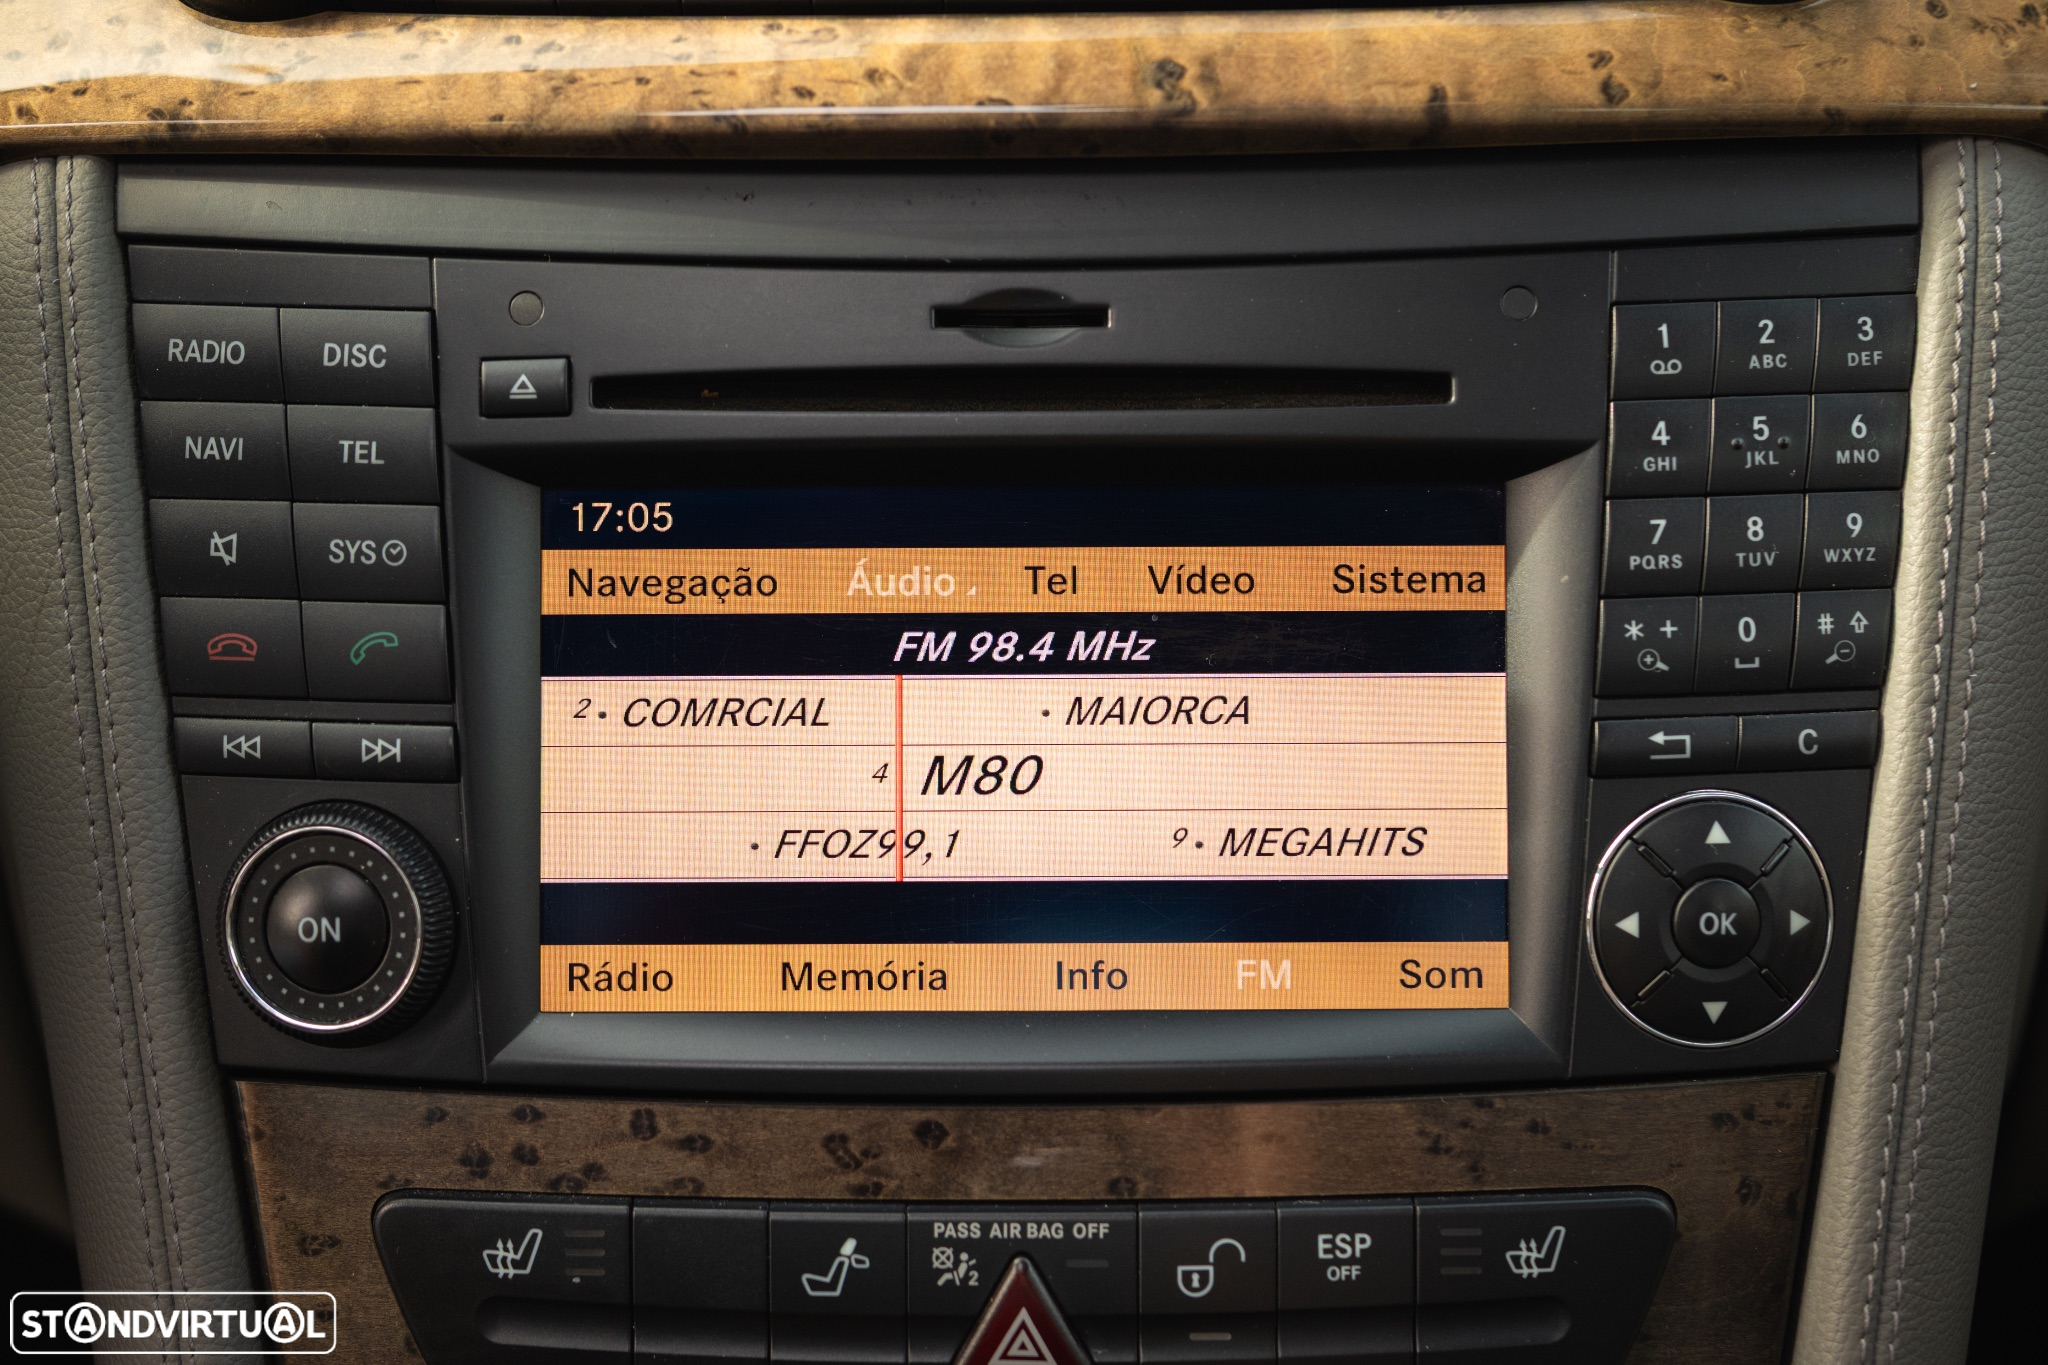 RADIO
DISC
NAVI
TEL
SYS
ON
1
2 ABC
3 DEF
4 GHI
5 JKL
6 MNO
7 PQRS
8 TUV
9 WXYZ
* +
0
#
C
OK
17:05
Navegação Áudio Tel Vídeo Sistema
FM 98.4 MHz
2 · COMRCIAL · MAIORCA
4 M80
· FFOZ99,1 9 · MEGAHITS
Rádio Memória Info FM Som
PASS AIR BAG OFF
2
ESP
OFF
STANDVIRTUAL